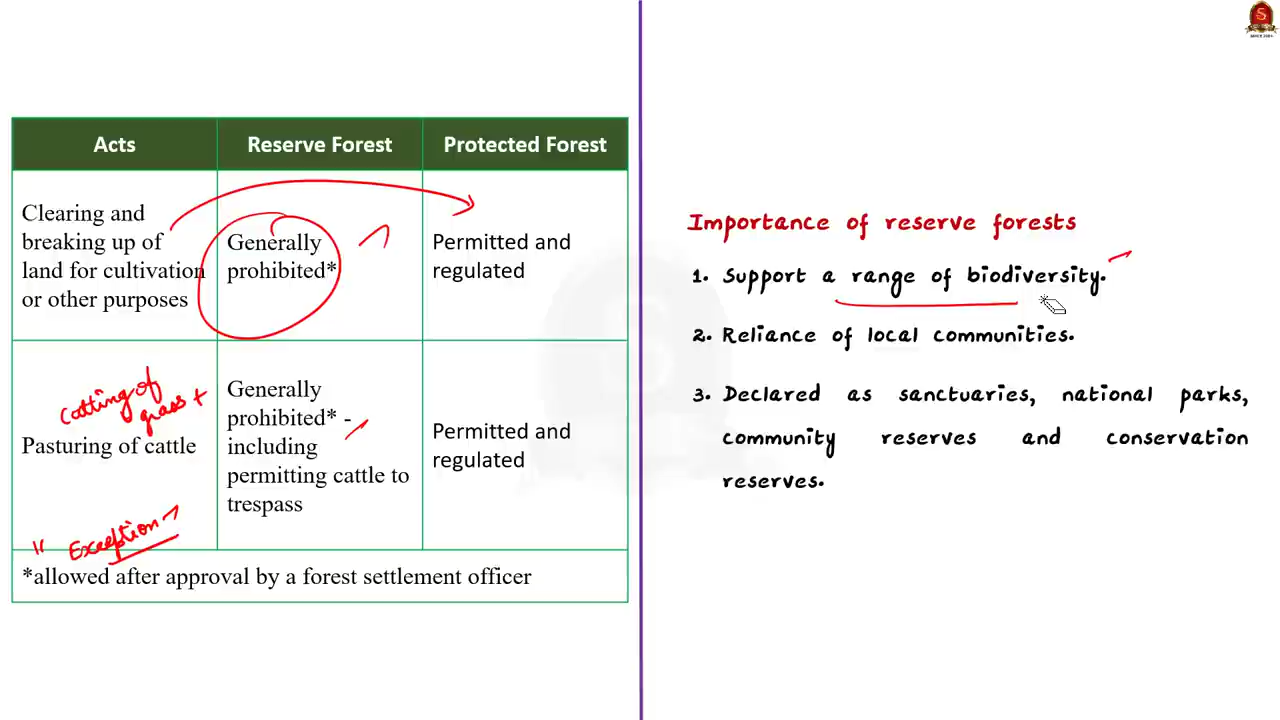 Acts
Reserve Forest
Protected Forest
Clearing and
breaking up of
land for cultivation
or other purposes
Generally
prohibited*
Permitted and
regulated
Cutting of
grass +
Pasturing of cattle
Generally
prohibited* -
including
permitting cattle to
trespass
Permitted and
regulated
Exception
*allowed after approval by a forest settlement officer
Importance of reserve forests
1. Support a range of biodiversity.
2. Reliance of local communities.
3. Declared as sanctuaries, national parks,
community reserves and conservation
reserves.
S